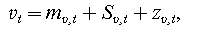 v_t = m_{v,t} + S_{v,t} + z_{v,t},